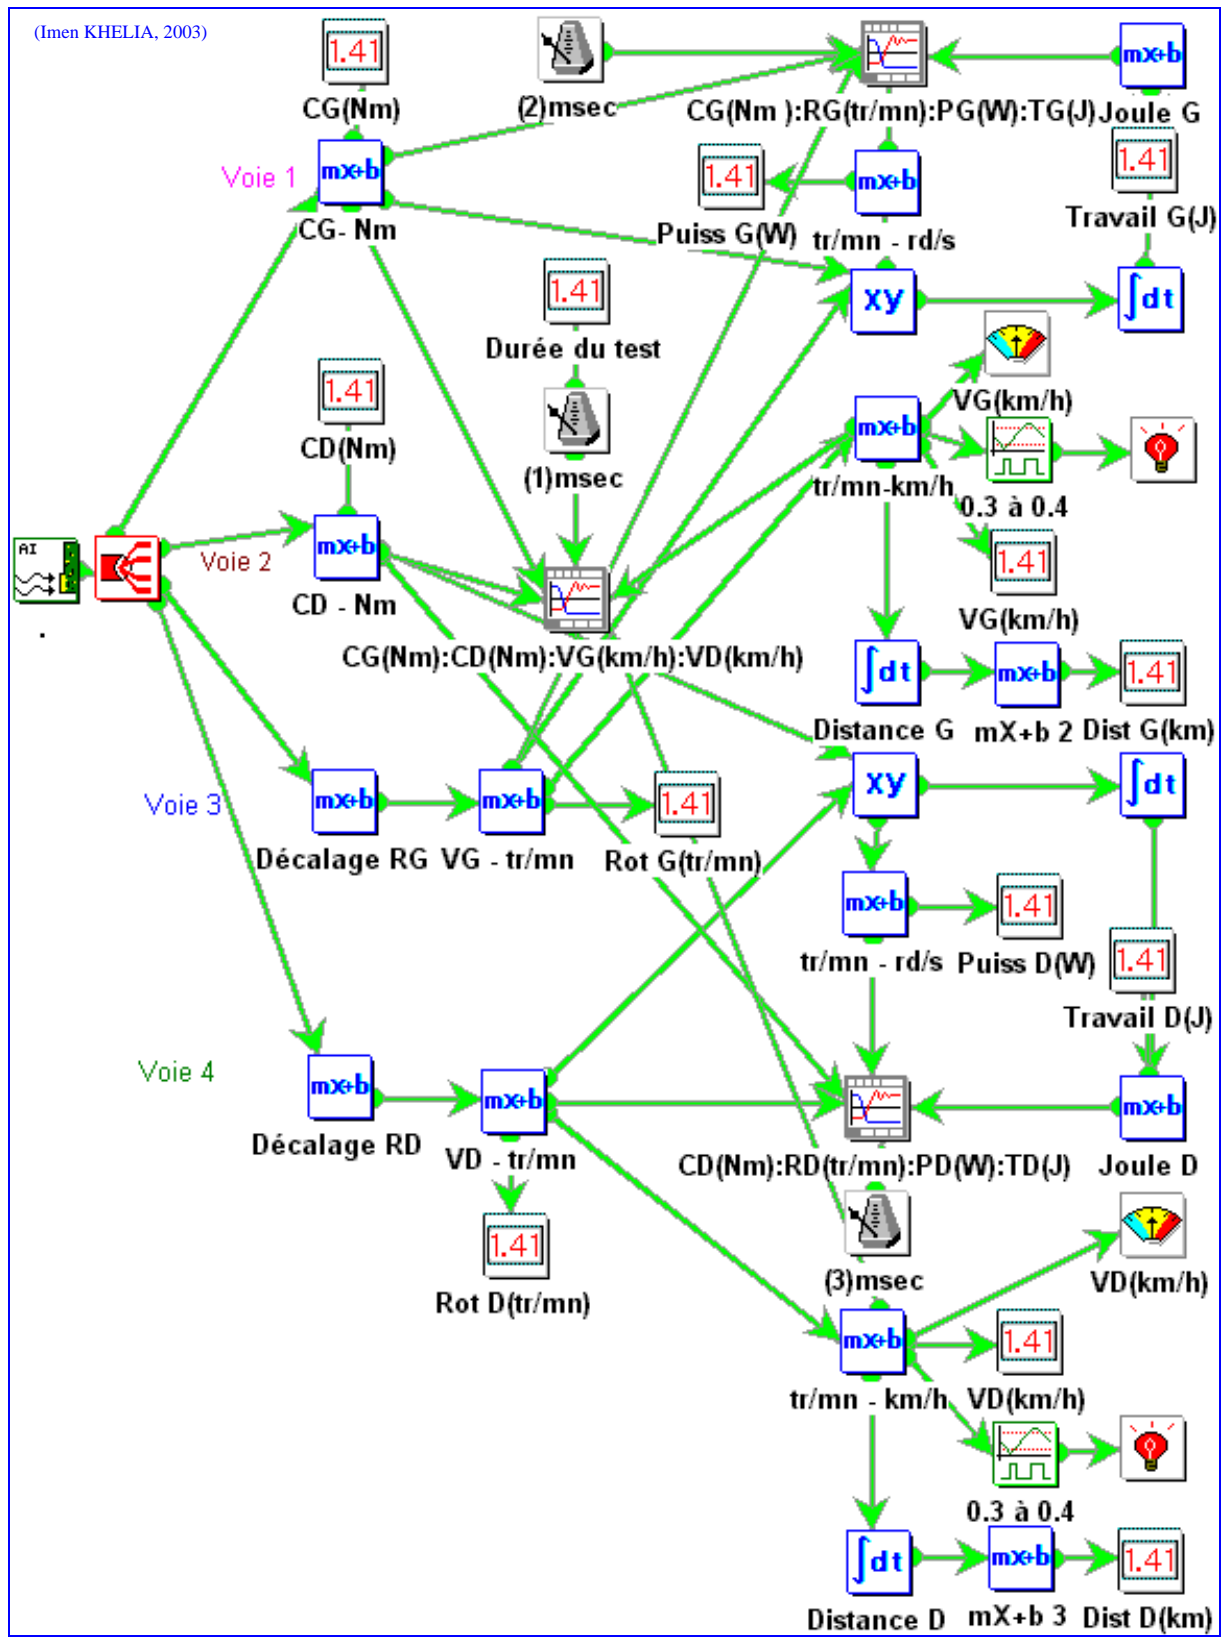 (Imen KHELIA, 2003)
1.41
CG(Nm)
(2)msec
CG(Nm ):RG(tr/mn):PG(W):TG(J)
mx+b
Joule G
Voie 1
mx+b
CG- Nm
1.41
Puiss G(W)
mx+b
tr/mn - rd/s
1.41
Travail G(J)
1.41
Durée du test
XY
∫dt
(1)msec
1.41
CD(Nm)
mx+b
tr/mn-km/h
VG(km/h)
0.3 à 0.4
1.41
VG(km/h)
AI
.
Voie 2
mx+b
CD - Nm
CG(Nm):CD(Nm):VG(km/h):VD(km/h)
∫dt
Distance G
mx+b
mX+b 2
1.41
Dist G(km)
Voie 3
mx+b
Décalage RG
mx+b
VG - tr/mn
1.41
Rot G(tr/mn)
XY
∫dt
mx+b
tr/mn - rd/s
1.41
Puiss D(W)
1.41
Travail D(J)
Voie 4
mx+b
Décalage RD
mx+b
VD - tr/mn
CD(Nm):RD(tr/mn):PD(W):TD(J)
mx+b
Joule D
1.41
Rot D(tr/mn)
(3)msec
VD(km/h)
mx+b
tr/mn - km/h
1.41
VD(km/h)
0.3 à 0.4
∫dt
Distance D
mx+b
mX+b 3
1.41
Dist D(km)